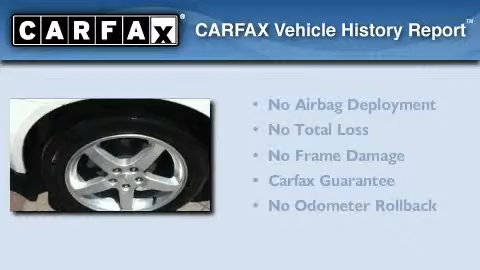 CARFAX®
CARFAX Vehicle History Report™
• No Airbag Deployment
• No Total Loss
• No Frame Damage
• Carfax Guarantee
• No Odometer Rollback